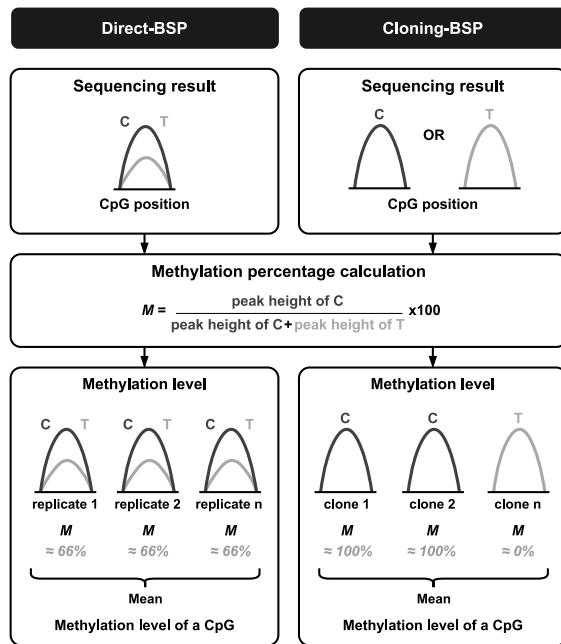 Direct-BSP
Cloning-BSP
Sequencing result
C T
CpG position
Sequencing result
C
OR
T
CpG position
Methylation percentage calculation
M = peak height of C
peak height of C+peak height of T
x100
Methylation level
C T C T C T
replicate 1 replicate 2 replicate n
M M M
≈ 66% ≈ 66% ≈ 66%
Mean
Methylation level of a CpG
Methylation level
C C T
clone 1 clone 2 clone n
M M M
≈ 100% ≈ 100% ≈ 0%
Mean
Methylation level of a CpG